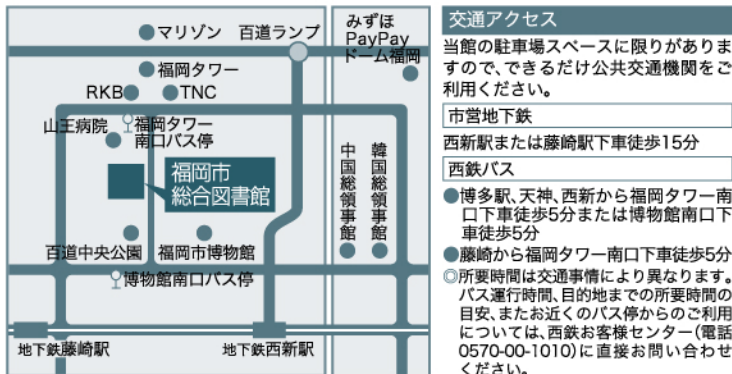 マリゾン
百道ランプ
みずほ
PayPay
ドーム福岡
福岡タワー
RKB
TNC
山王病院
福岡タワー
南口バス停
福岡市
総合図書館
中国総領事館
韓国総領事館
百道中央公園
福岡市博物館
博物館南口バス停
地下鉄藤崎駅
地下鉄西新駅
交通アクセス
当館の駐車場スペースに限りがありま
すので、できるだけ公共交通機関をご
利用ください。
市営地下鉄
西新駅または藤崎駅下車徒歩15分
西鉄バス
●博多駅、天神、西新から福岡タワー南
口下車徒歩5分または博物館南口下
車徒歩5分
●藤崎から福岡タワー南口下車徒歩5分
◎所要時間は交通事情により異なります。
バス運行時間、目的地までの所要時間の
目安、またお近くのバス停からのご利用
については、西鉄お客様センター(電話
0570-00-1010)に直接お問い合わせ
ください。